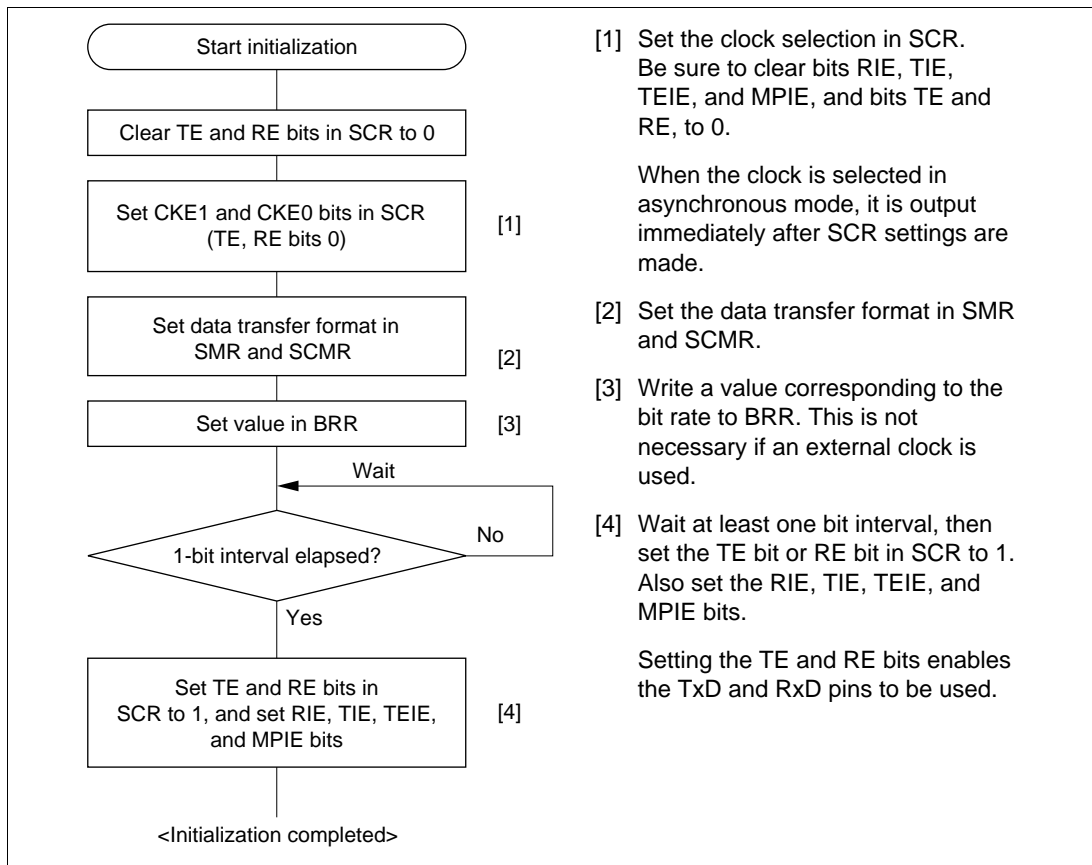 Start initialization
Clear TE and RE bits in SCR to 0
Set CKE1 and CKE0 bits in SCR
(TE, RE bits 0)
[1]
Set data transfer format in
SMR and SCMR
[2]
Set value in BRR
[3]
Wait
1-bit interval elapsed?
No
Yes
Set TE and RE bits in
SCR to 1, and set RIE, TIE, TEIE,
and MPIE bits
[4]
<Initialization completed>
[1] Set the clock selection in SCR.
Be sure to clear bits RIE, TIE,
TEIE, and MPIE, and bits TE and
RE, to 0.
When the clock is selected in
asynchronous mode, it is output
immediately after SCR settings are
made.
[2] Set the data transfer format in SMR
and SCMR.
[3] Write a value corresponding to the
bit rate to BRR. This is not
necessary if an external clock is
used.
[4] Wait at least one bit interval, then
set the TE bit or RE bit in SCR to 1.
Also set the RIE, TIE, TEIE, and
MPIE bits.
Setting the TE and RE bits enables
the TxD and RxD pins to be used.